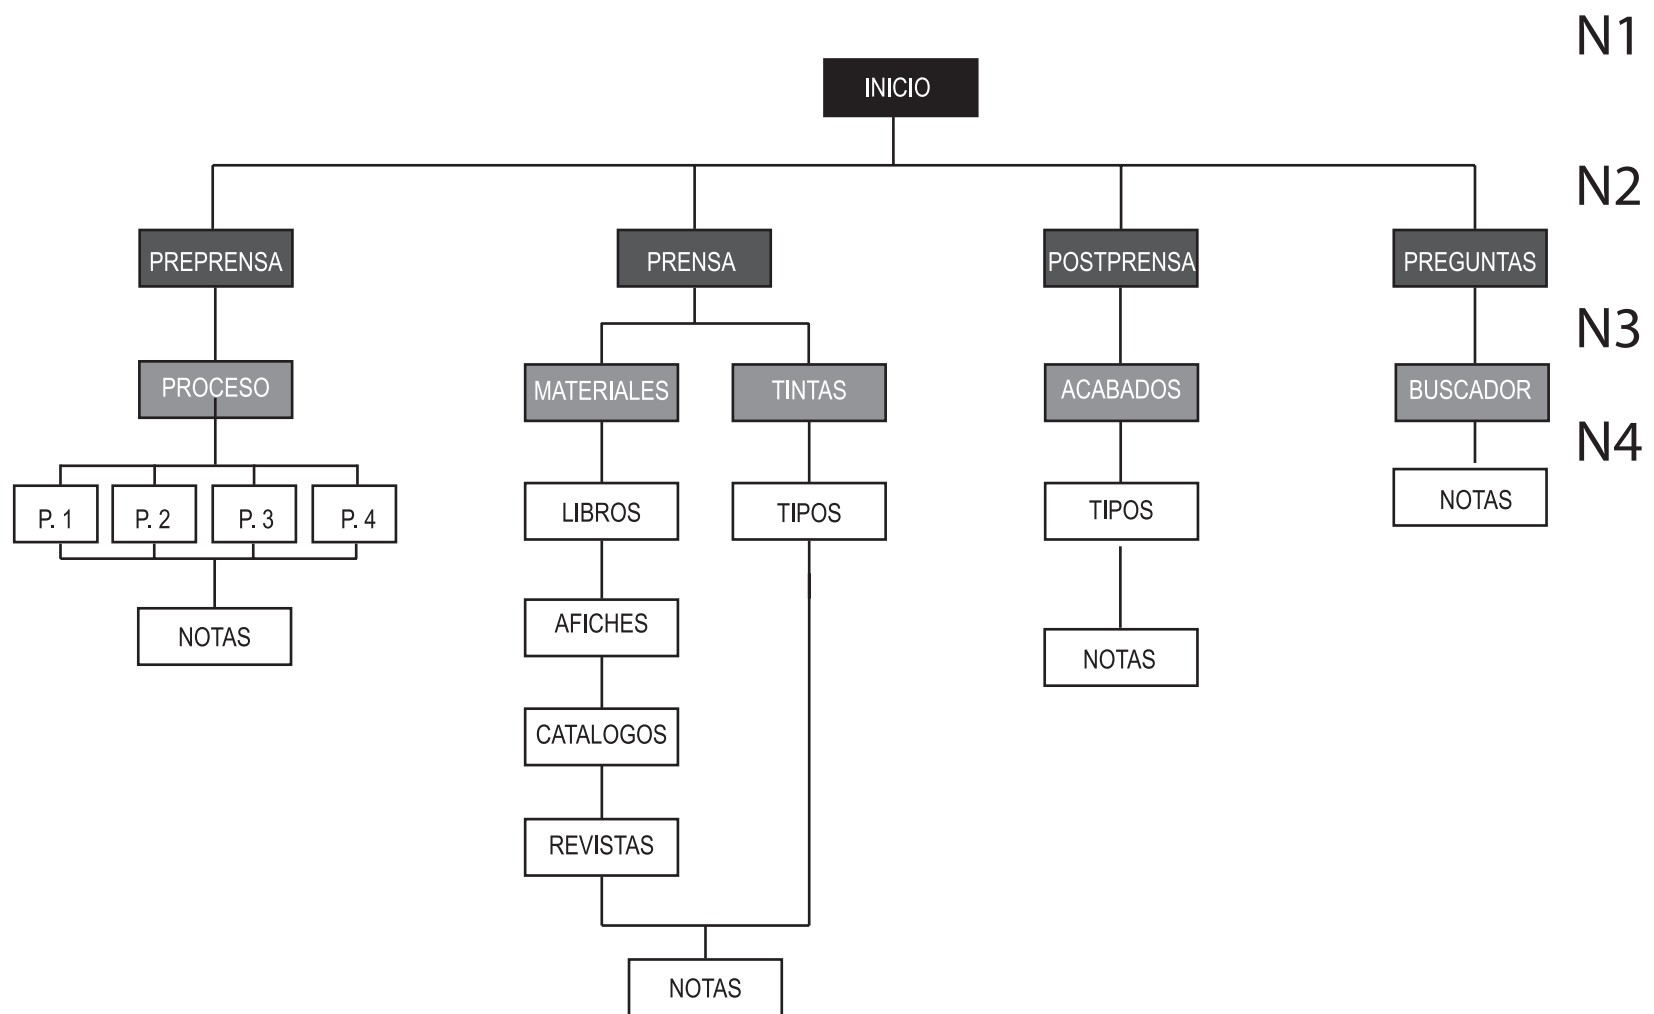 N1
INICIO
N2
PREPRENSA
PRENSA
POSTPRENSA
PREGUNTAS
N3
PROCESO
MATERIALES
TINTAS
ACABADOS
BUSCADOR
N4
P. 1
P. 2
P. 3
P. 4
LIBROS
TIPOS
TIPOS
NOTAS
NOTAS
AFICHES
NOTAS
CATALOGOS
REVISTAS
NOTAS